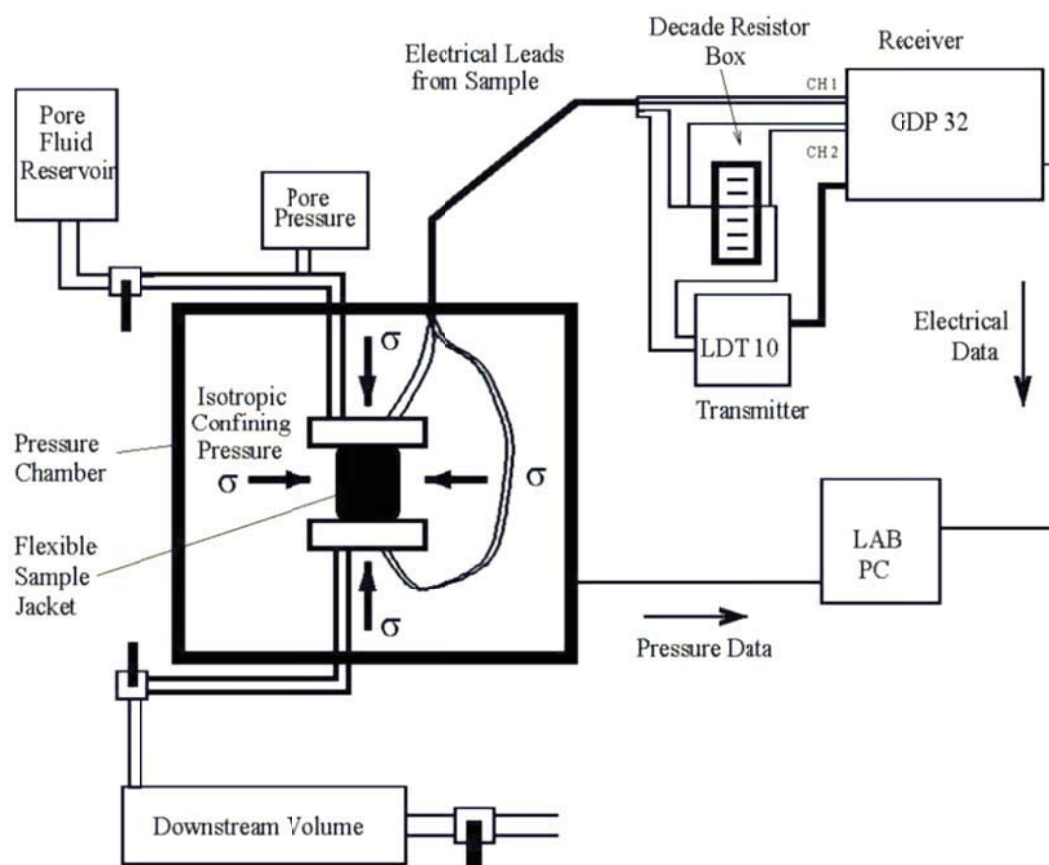 Electrical Leads
from Sample
Decade Resistor
Box
Receiver
CH 1
GDP 32
CH 2
Pore
Fluid
Reservoir
Pore
Pressure
LDT 10
Transmitter
Electrical
Data
σ
Isotropic
Confining
Pressure
σ
σ
σ
Pressure
Chamber
Flexible
Sample
Jacket
LAB
PC
Pressure Data
Downstream Volume